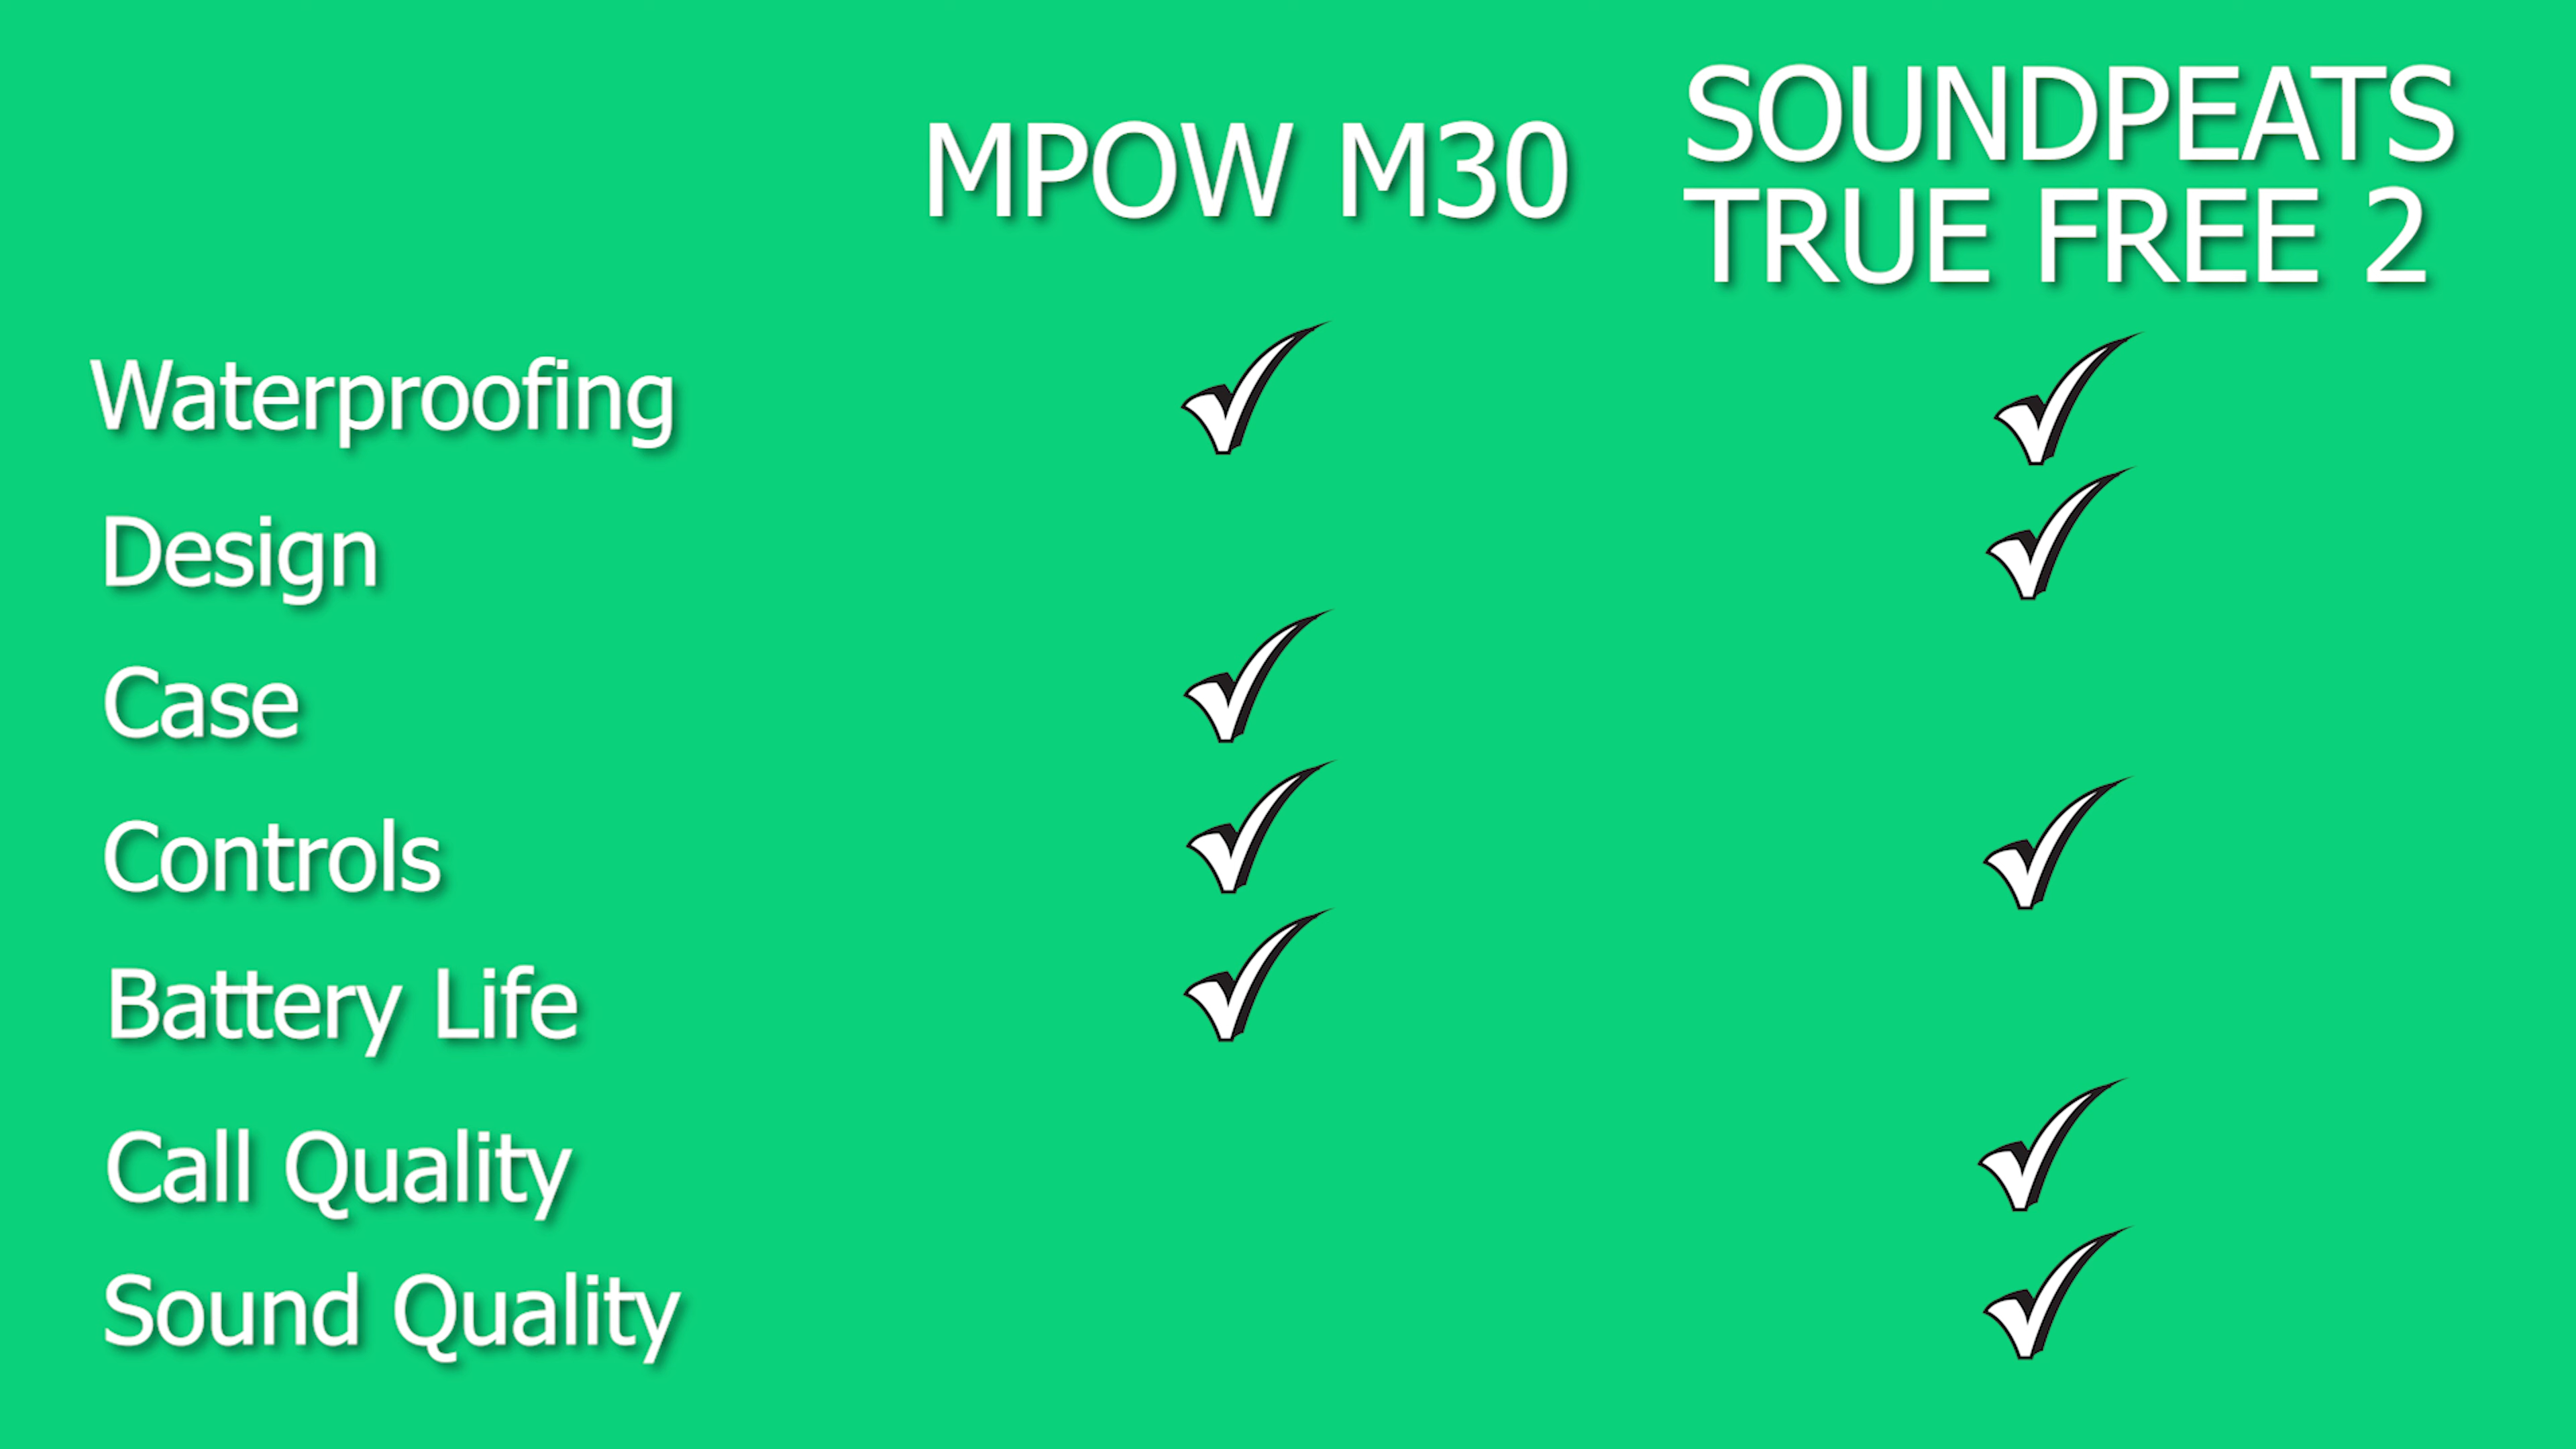 MPOW M30
SOUNDPEATS
TRUE FREE 2
Waterproofing
Design
Case
Controls
Battery Life
Call Quality
Sound Quality